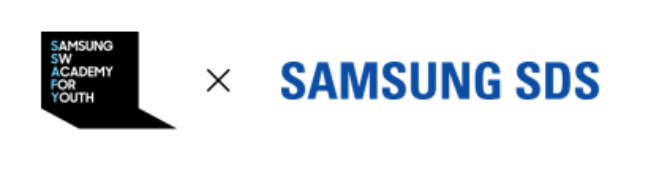 SAMSUNG
SW
ACADEMY
FOR
YOUTH
×
SAMSUNG SDS